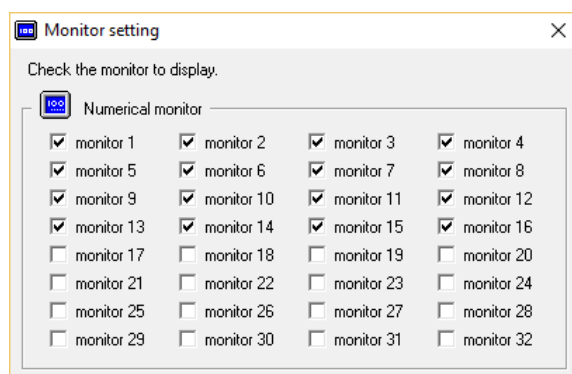 Monitor setting
Check the monitor to display.
Numerical monitor
monitor 1 monitor 2 monitor 3 monitor 4
monitor 5 monitor 6 monitor 7 monitor 8
monitor 9 monitor 10 monitor 11 monitor 12
monitor 13 monitor 14 monitor 15 monitor 16
monitor 17 monitor 18 monitor 19 monitor 20
monitor 21 monitor 22 monitor 23 monitor 24
monitor 25 monitor 26 monitor 27 monitor 28
monitor 29 monitor 30 monitor 31 monitor 32